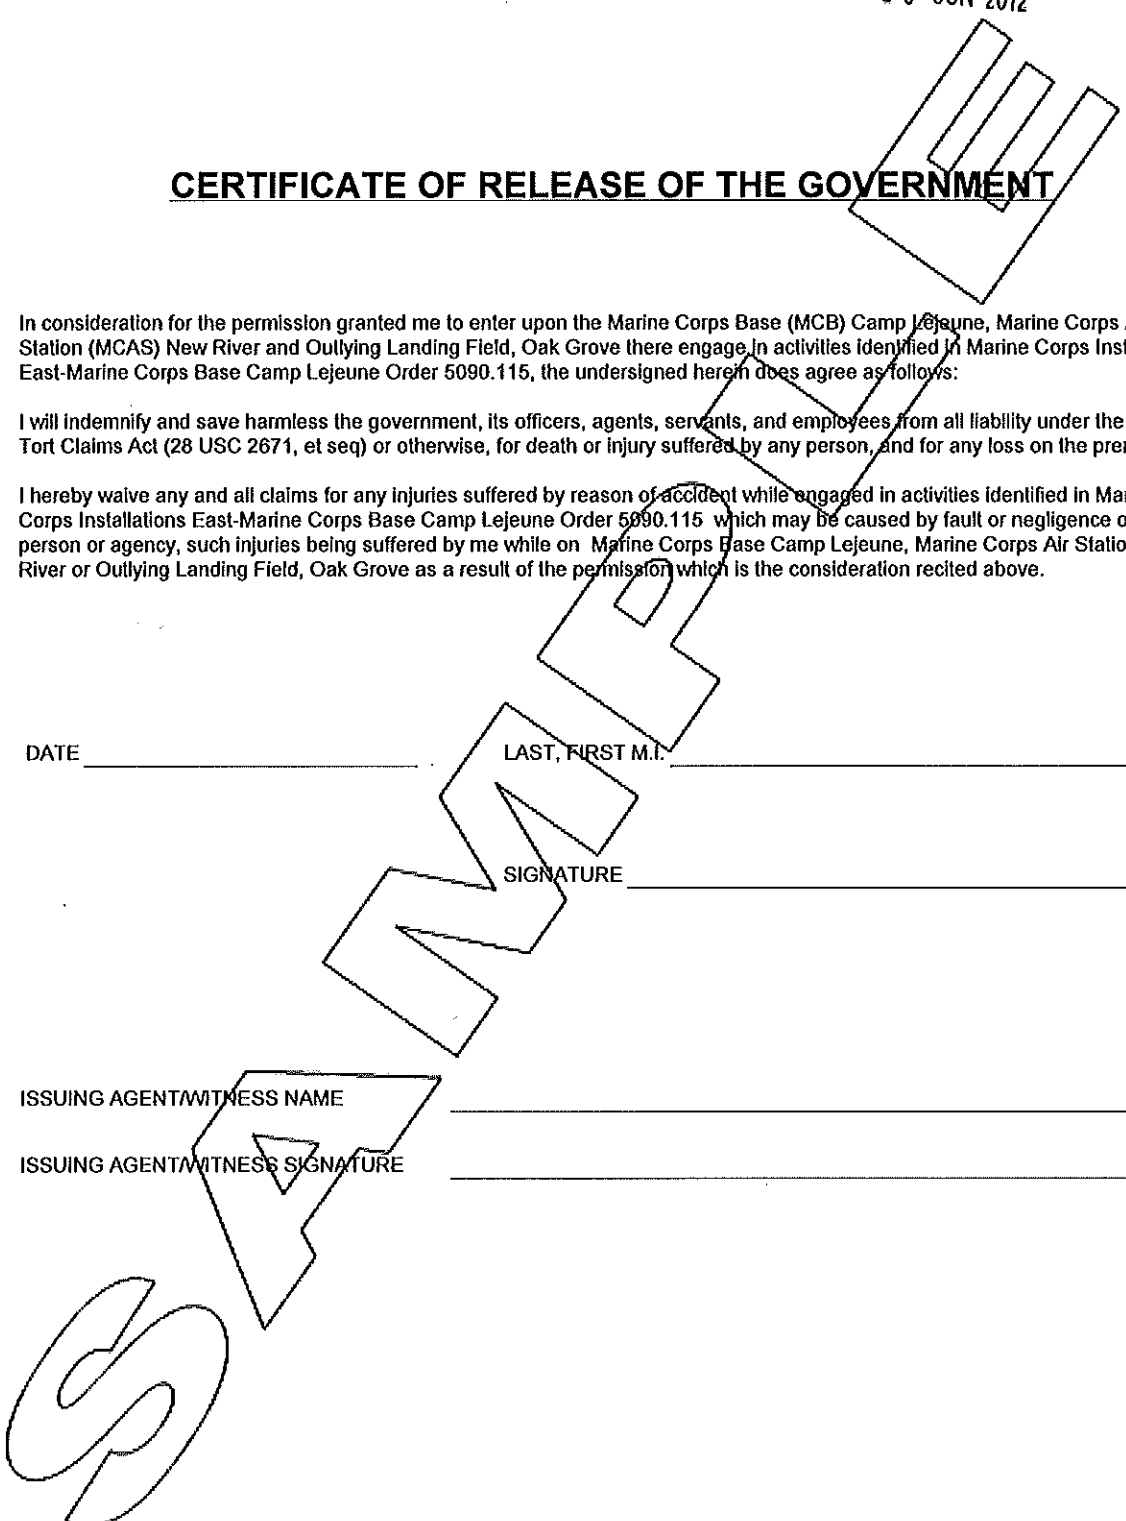 JUN 2012
CERTIFICATE OF RELEASE OF THE GOVERNMENT
In consideration for the permission granted me to enter upon the Marine Corps Base (MCB) Camp Lejeune, Marine Corps
Station (MCAS) New River and Outlying Landing Field, Oak Grove there engage in activities identified in Marine Corps Inst
East-Marine Corps Base Camp Lejeune Order 5090.115, the undersigned herein does agree as follows:
I will indemnify and save harmless the government, its officers, agents, servants, and employees from all liability under the
Tort Claims Act (28 USC 2671, et seq) or otherwise, for death or injury suffered by any person, and for any loss on the pre
I hereby waive any and all claims for any injuries suffered by reason of accident while engaged in activities identified in Ma
Corps Installations East-Marine Corps Base Camp Lejeune Order 5090.115 which may be caused by fault or negligence o
person or agency, such injuries being suffered by me while on Marine Corps Base Camp Lejeune, Marine Corps Air Statio
River or Outlying Landing Field, Oak Grove as a result of the permission which is the consideration recited above.
DATE
LAST, FIRST M.I.
SIGNATURE
ISSUING AGENT/WITNESS NAME
ISSUING AGENT/WITNESS SIGNATURE
SAMPLE